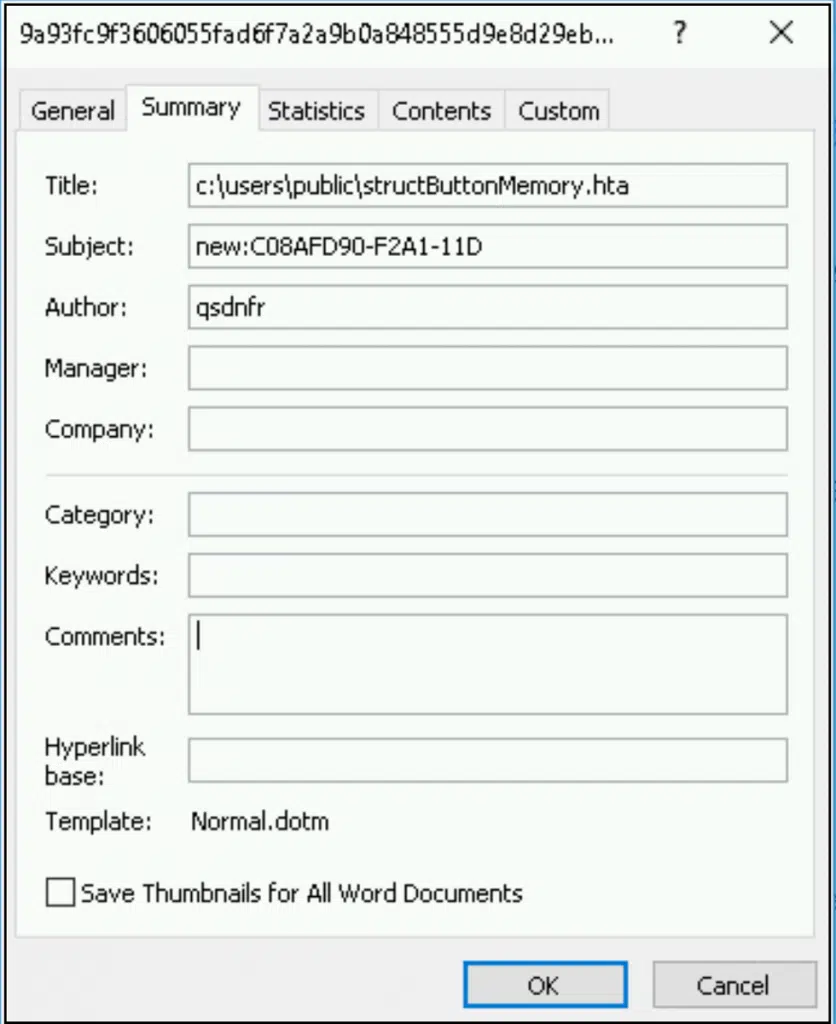 9a93fc9f3606055fad6f7a2a9b0a848555d9e8d29eb... ? X
General Summary Statistics Contents Custom
Title: c:\users\public\structButtonMemory.hta
Subject: new:C08AFD90-F2A1-11D
Author: qsdnfr
Manager:
Company:
Category:
Keywords:
Comments:
Hyperlink
base:
Template: Normal.dotm
Save Thumbnails for All Word Documents
OK Cancel